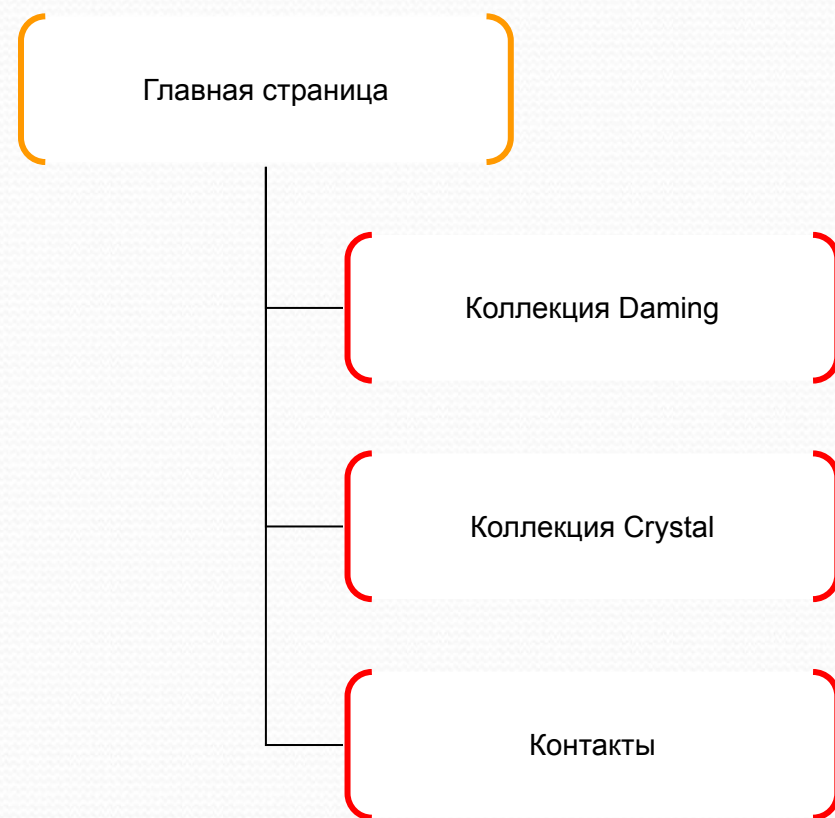 Главная страница
Коллекция Daming
Коллекция Crystal
Контакты